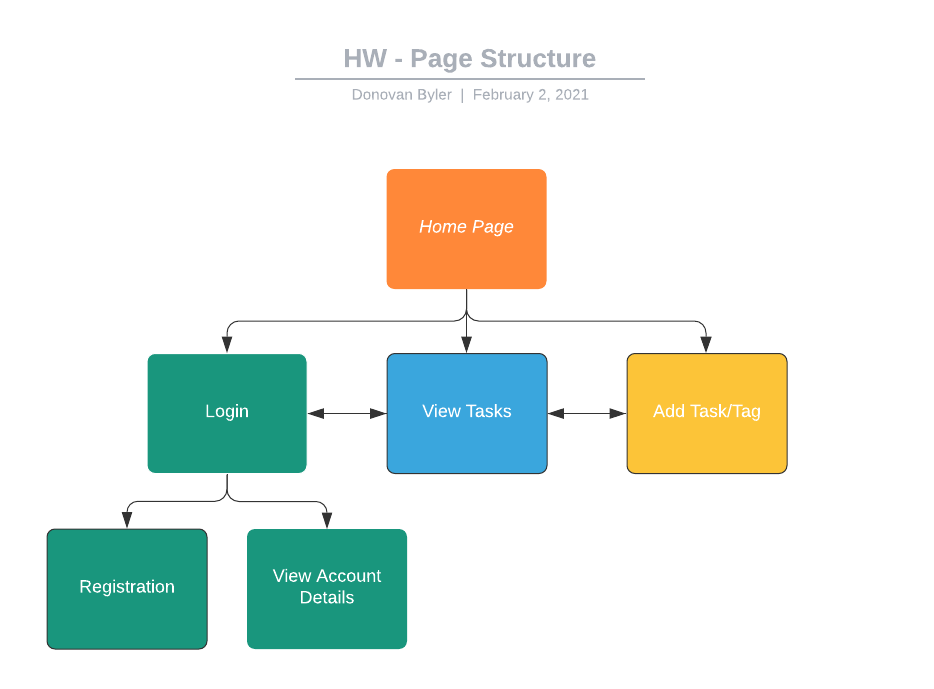 HW - Page Structure
Donovan Byler | February 2, 2021
Home Page
Login
View Tasks
Add Task/Tag
Registration
View Account
Details